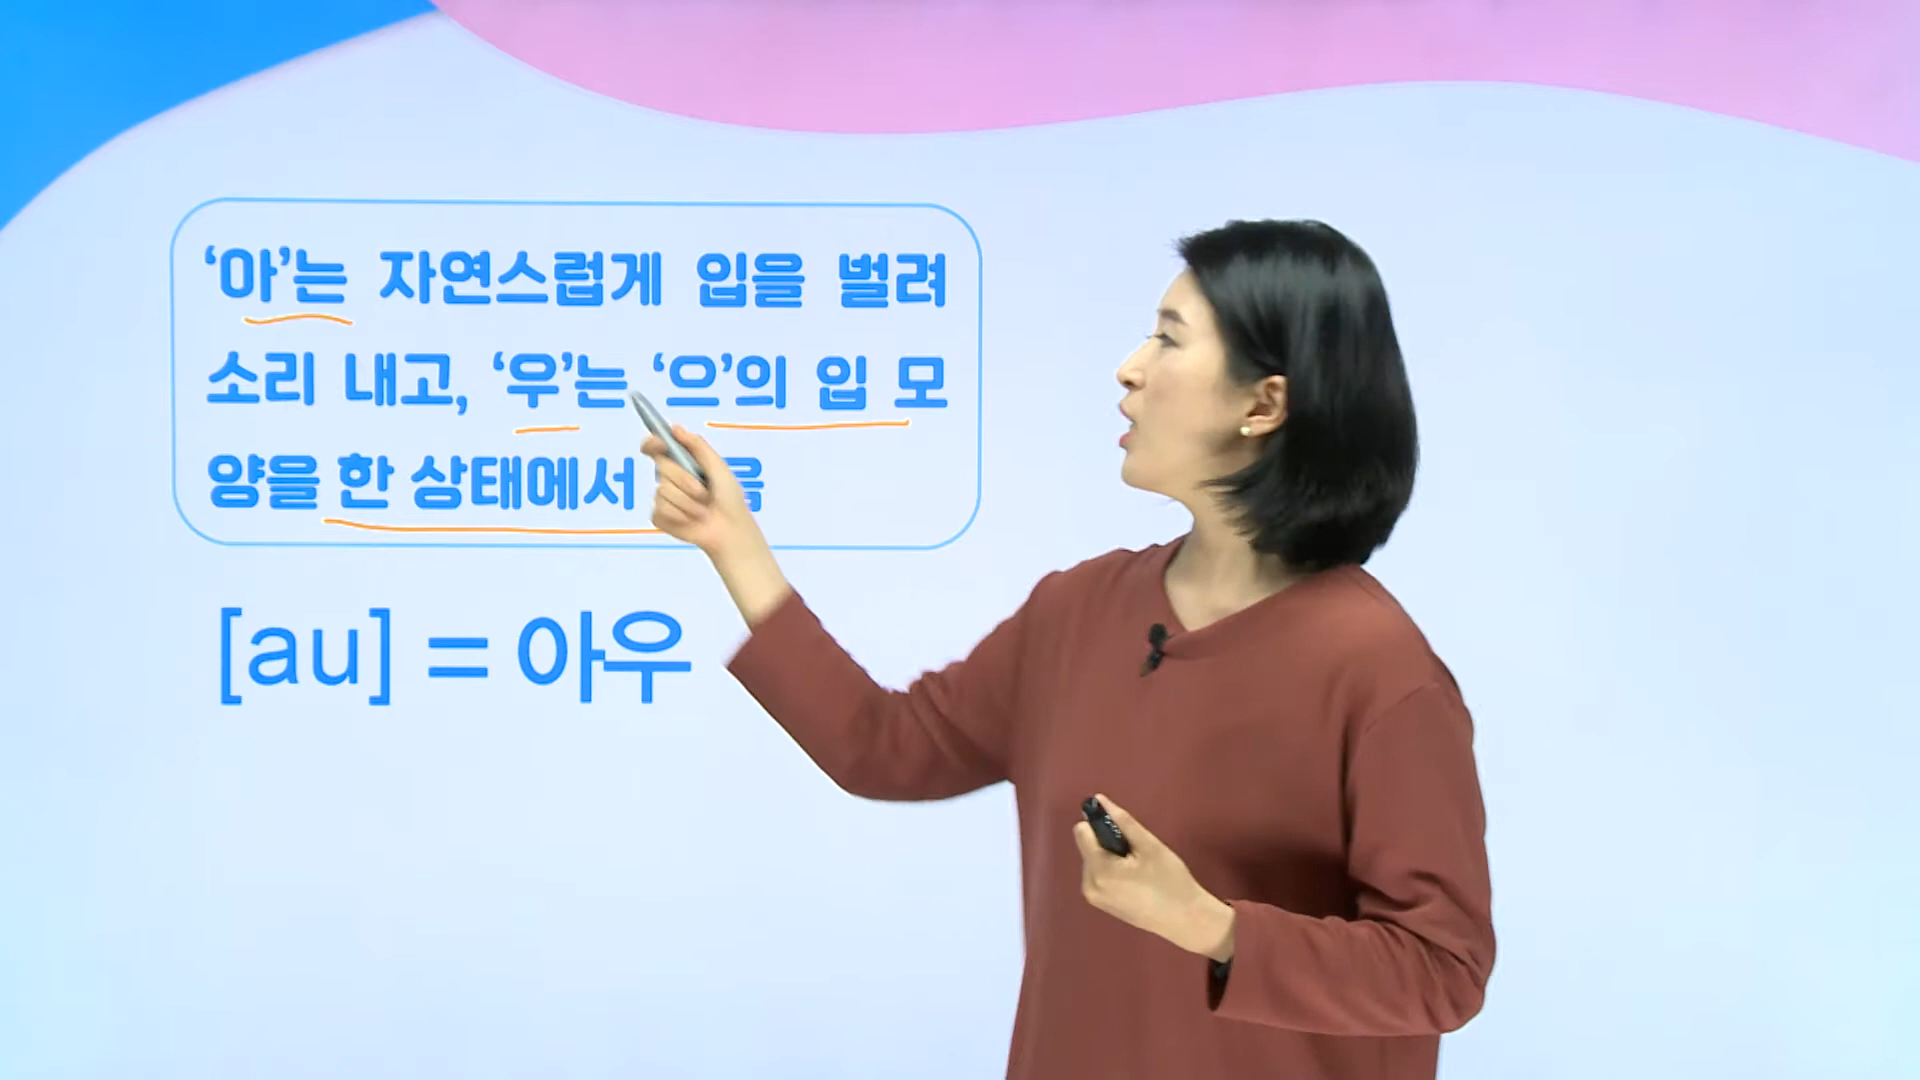 ‘아’는 자연스럽게 입을 벌려
소리 내고, ‘우’는 ‘으’의 입 모
양을 한 상태에서
[au] = 아우